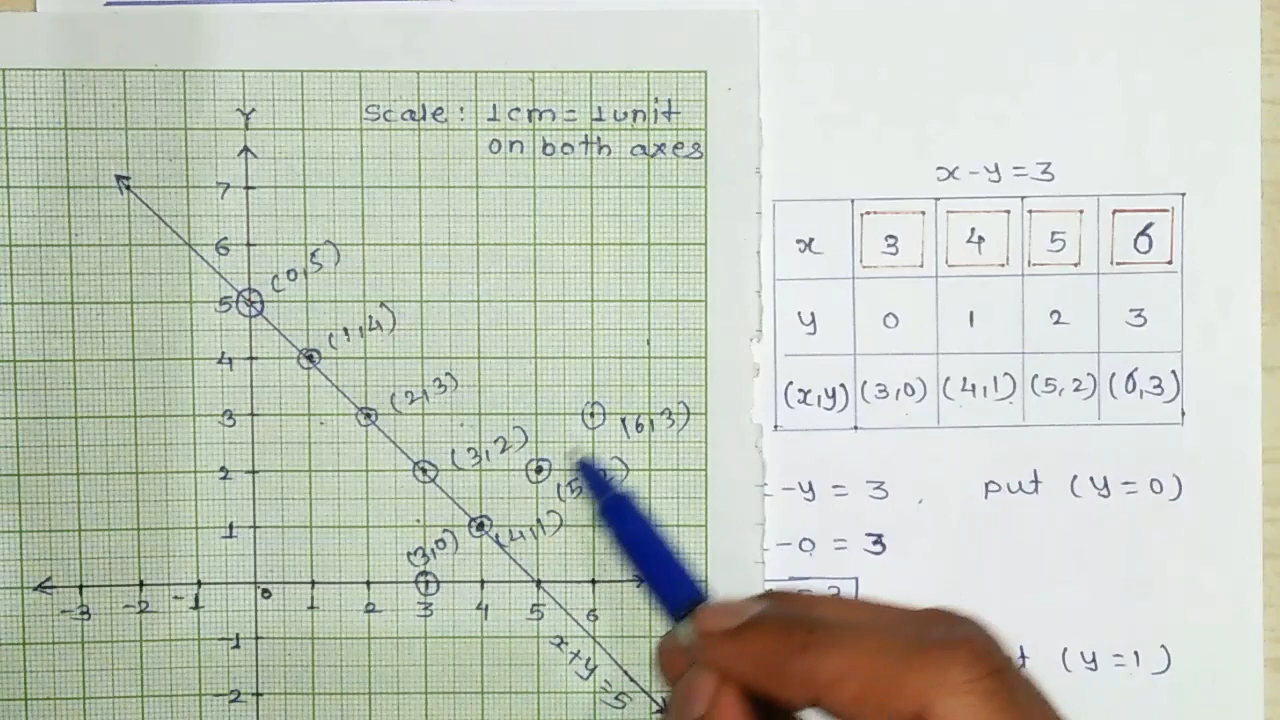 Y
Scale: 1cm = 1unit
on both axes
7
6
5
4
3
2
1
(0,5)
(1,4)
(2,3)
(3,2)
(6,3)
(4,1)
(3,0)
-3 -2 -1 0 1 2 3 4 5 6
-1
-2
x+y=5
x-y=3
x 3 4 5 6
y 0 1 2 3
(x,y) (3,0) (4,1) (5,2) (6,3)
-y = 3 , put (y=0)
-0 = 3
= 3
(y=1)